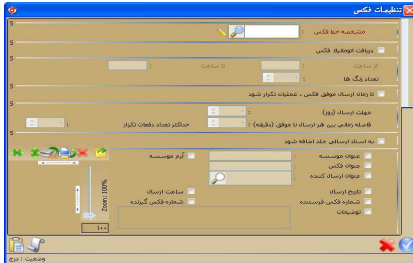 تنظیمات فکس
مشخصه خط فکس :
دریافت اتوماتیک فکس
از ساعت : تا ساعت :
تعداد زنگ ها :
تا زمان ارسال موفق فکس ، عملیات تکرار شود
مهلت ارسال (روز) :
فاصله زمانی بین هر ارسال نا موفق (دقیقه) : حداکثر تعداد دفعات تکرار :
به اسناد ارسالی جلد اضافه شود
عنوان موسسه : آرم موسسه
عنوان فکس :
عنوان ارسال کننده :
تاریخ ارسال ساعت ارسال
شماره فکس فرستنده شماره فکس گیرنده
توضیحات
Zoom: 100%
100
وضعیت : درج